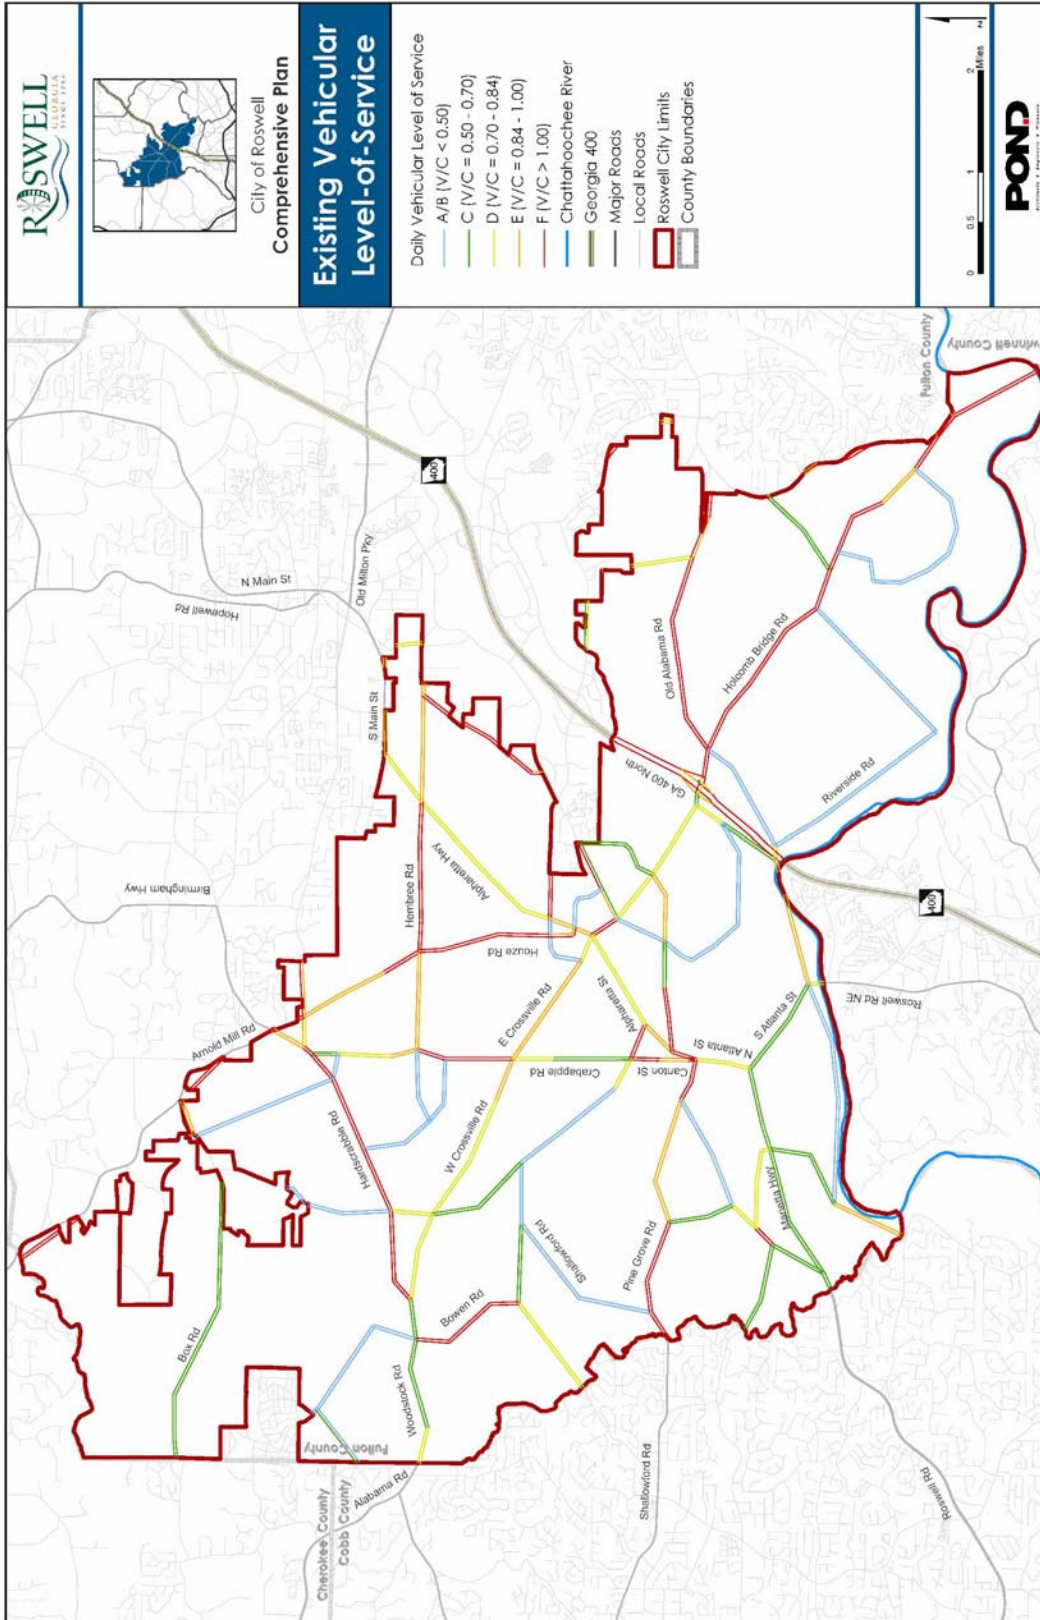 ROSWELL
GEORGIA
SINCE 1854
City of Roswell
Comprehensive Plan
Existing Vehicular
Level-of-Service
Daily Vehicular Level of Service
A/B (V/C < 0.50)
C (V/C = 0.50 - 0.70)
D (V/C = 0.70 - 0.84)
E (V/C = 0.84 - 1.00)
F (V/C > 1.00)
Chattahoochee River
Georgia 400
Major Roads
Local Roads
Roswell City Limits
County Boundaries
0 0.5 1 2
Miles
POND
Cherokee County
Cobb County
Fulton County
Alabama Rd
Woodstock Rd
Box Rd
Bowen Rd
Shallowford Rd
Shallowford Rd
Roswell Rd
Pine Grove Rd
Marietta Hwy
Hardscrabble Rd
W Crossville Rd
Arnold Mill Rd
Crabapple Rd
Canton St
N Atlanta St
S Atlanta St
Roswell Rd NE
E Crossville Rd
Alpharetta St
Houze Rd
Hembree Rd
Alpharetta Hwy
Birmingham Hwy
S Main St
N Main St
Hopewell Rd
Old Milton Pky
400
400
GA 400 North
Old Alabama Rd
Holcomb Bridge Rd
Riverside Rd
Fulton County
Gwinnett County